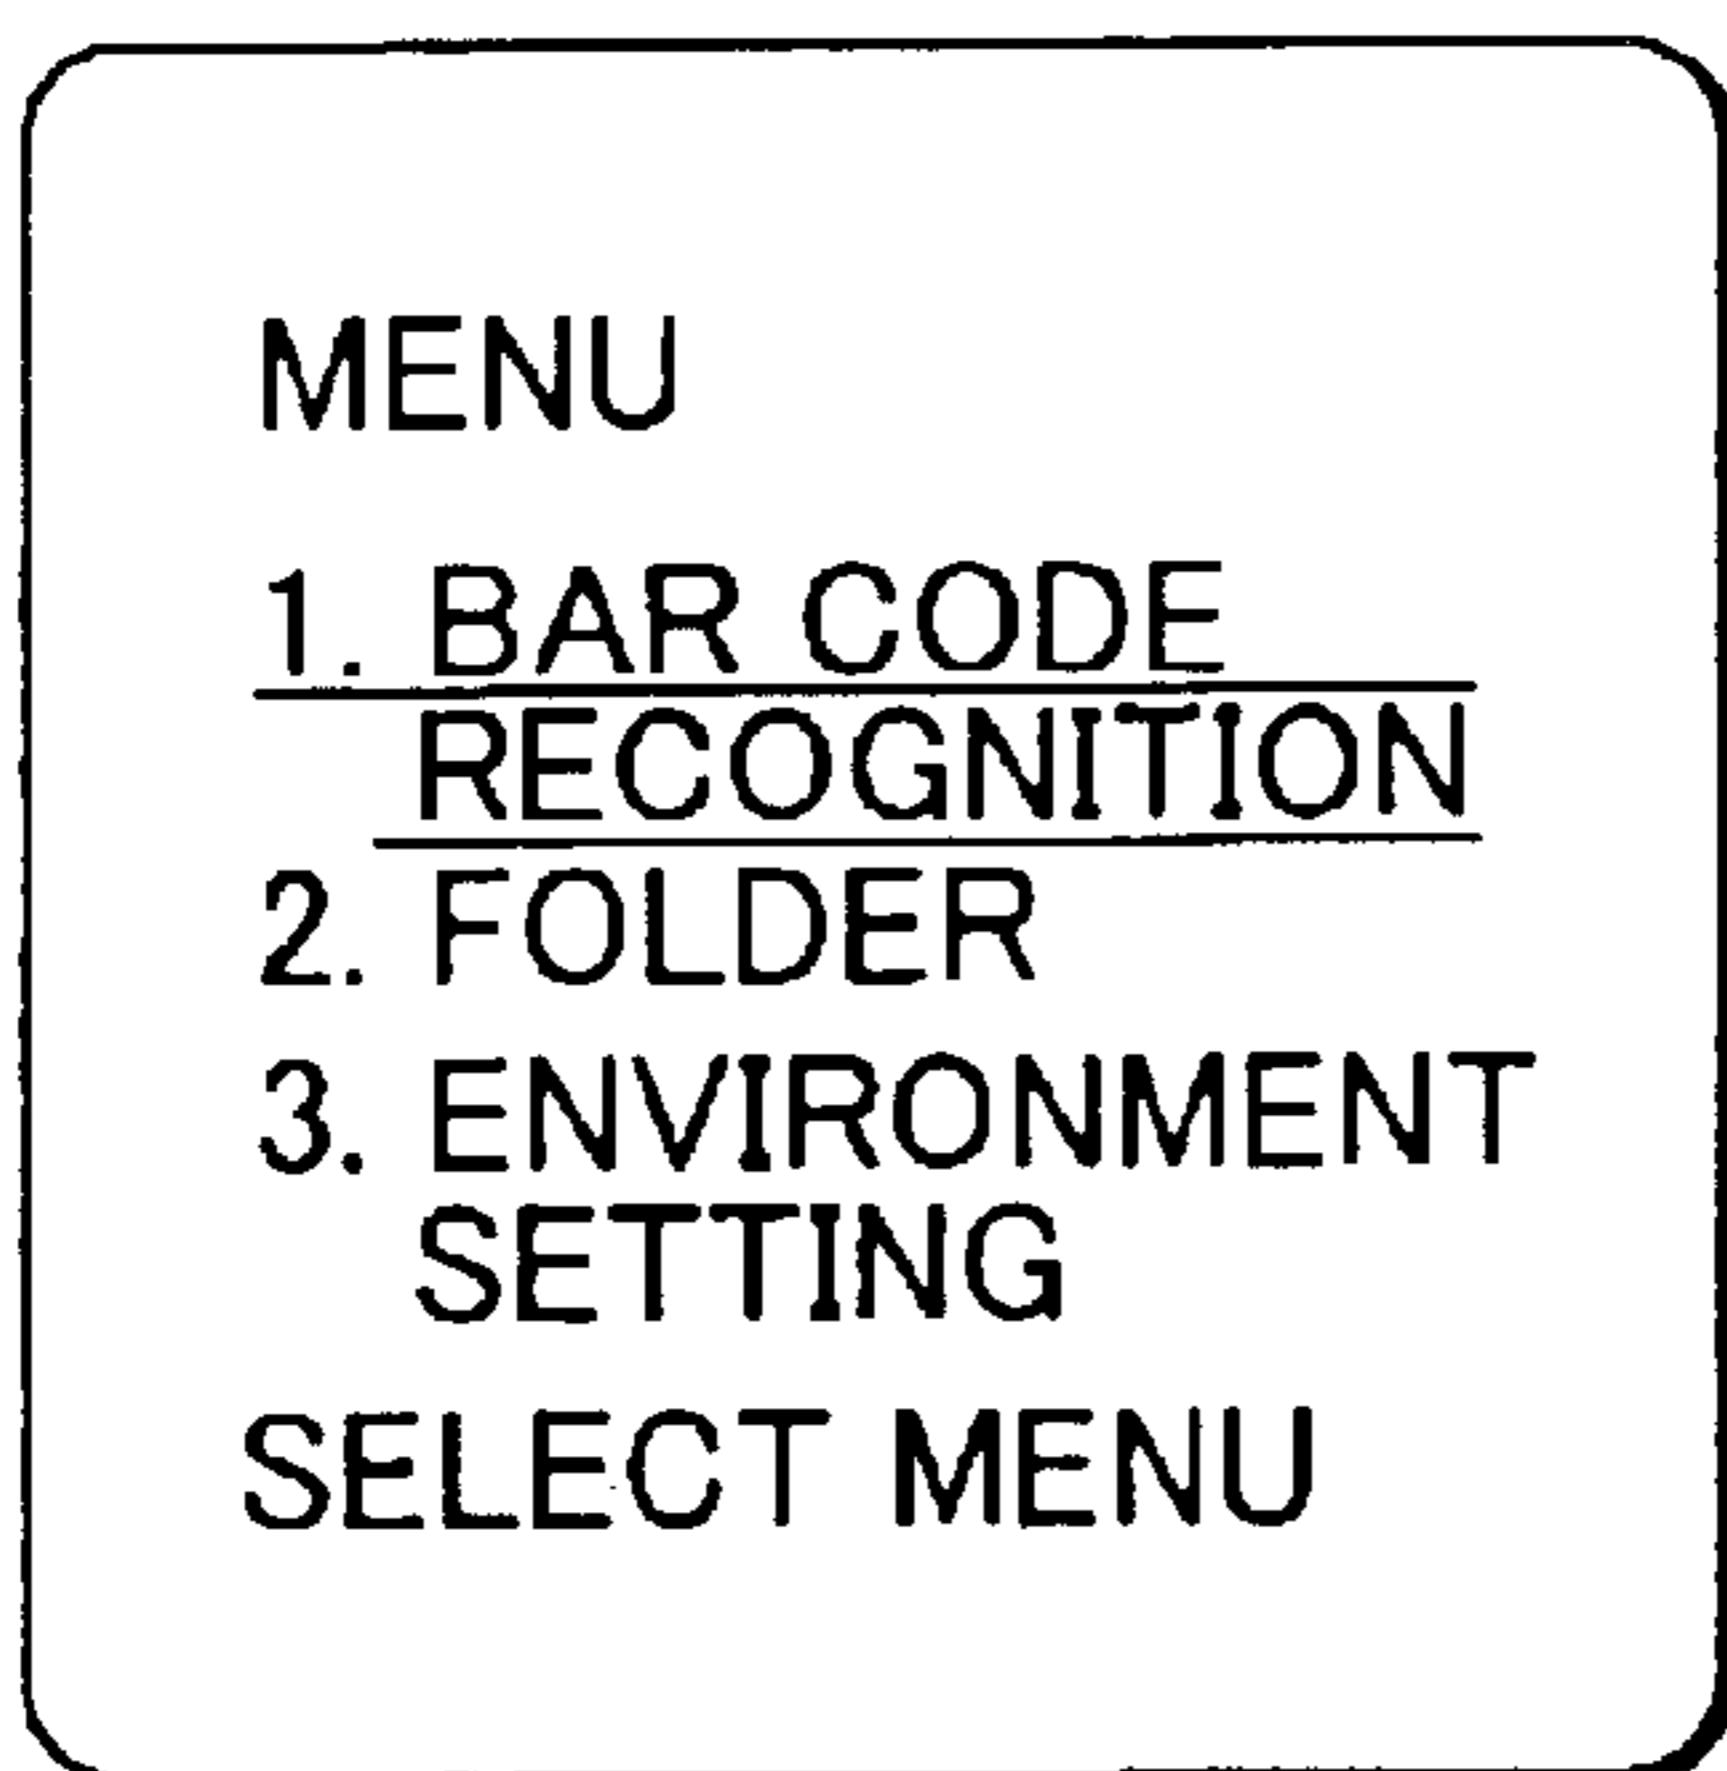 MENU
1. BAR CODE
RECOGNITION
2. FOLDER
3. ENVIRONMENT
SETTING
SELECT MENU